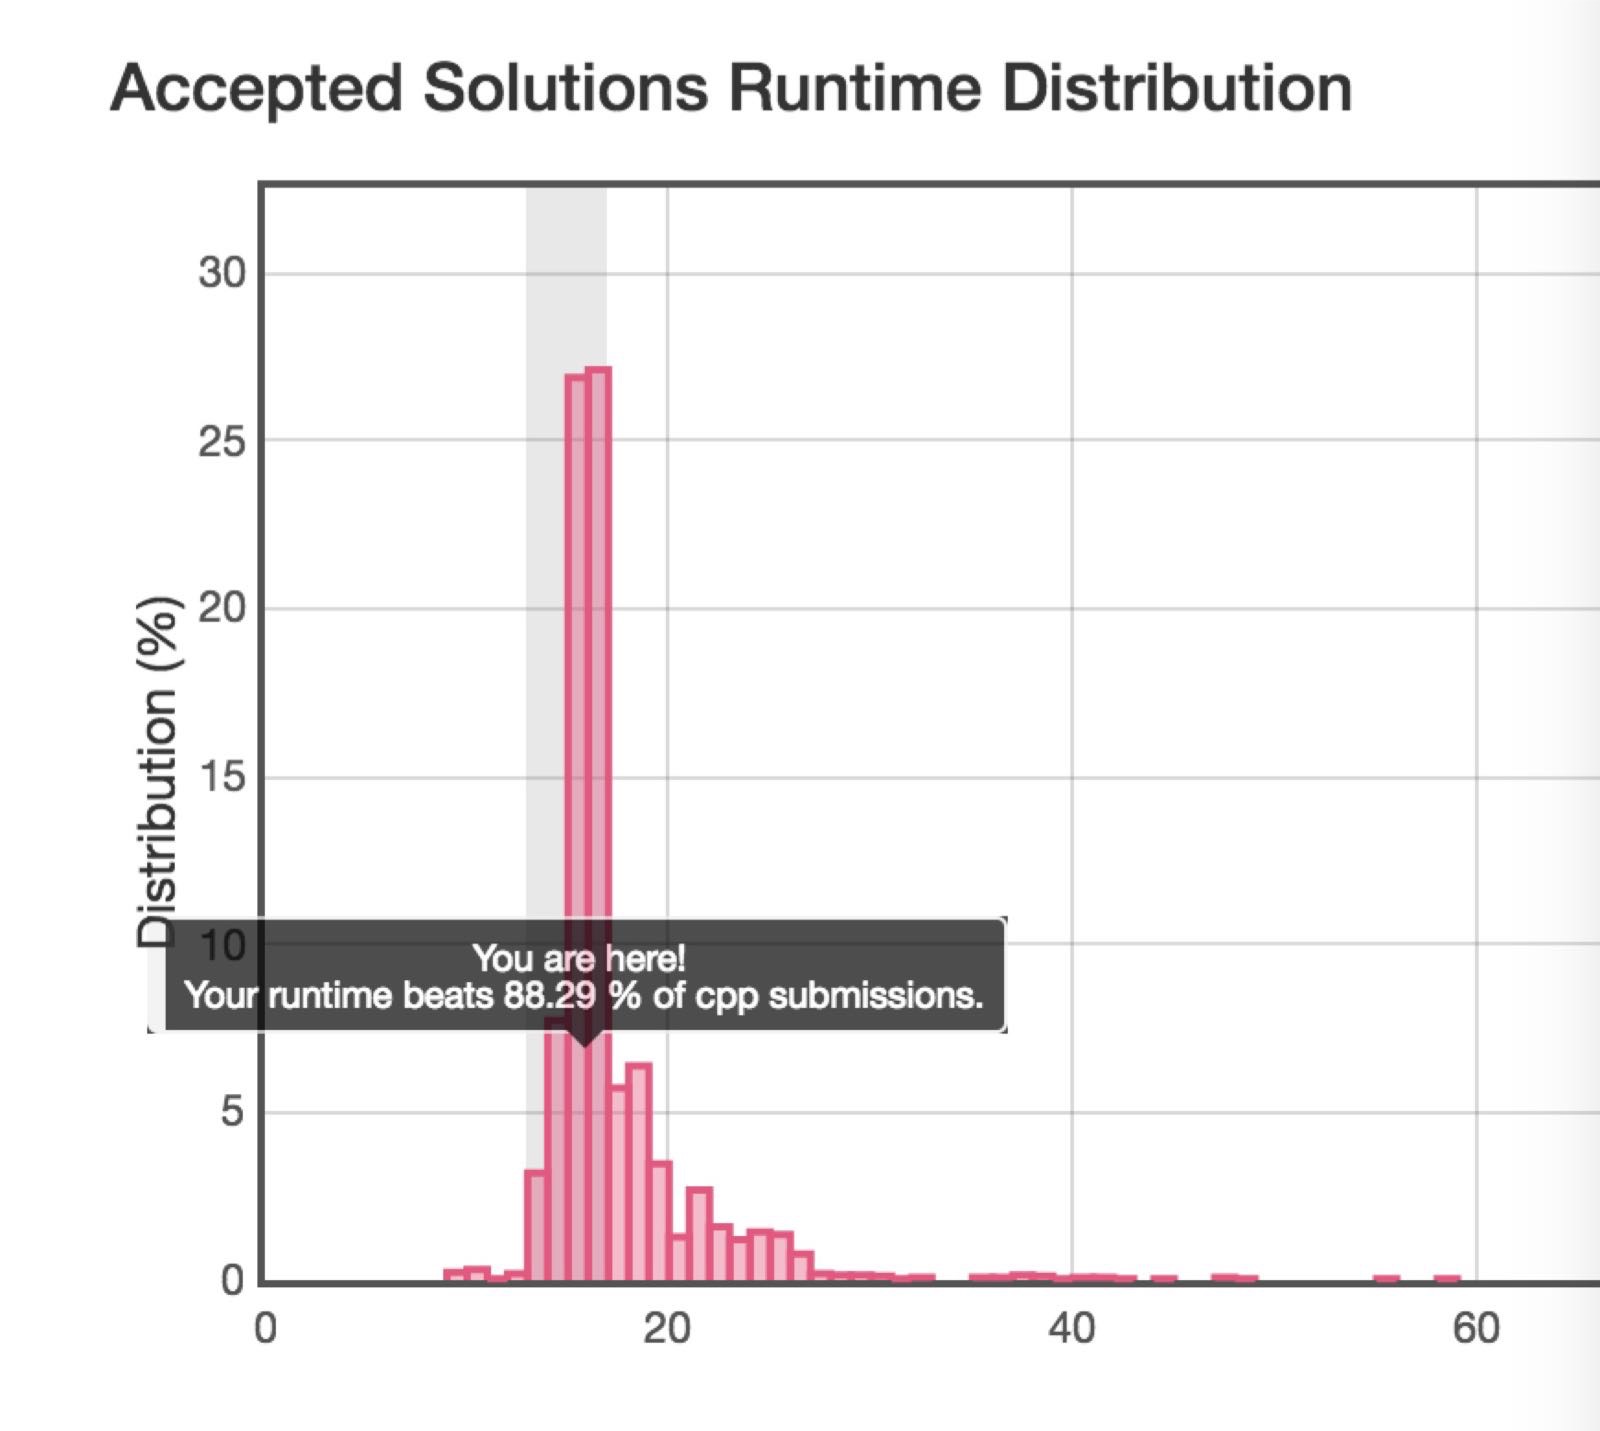 Accepted Solutions Runtime Distribution
Distribution (%)
30
25
20
15
10
You are here!
Your runtime beats 88.29 % of cpp submissions.
5
0
0 20 40 60